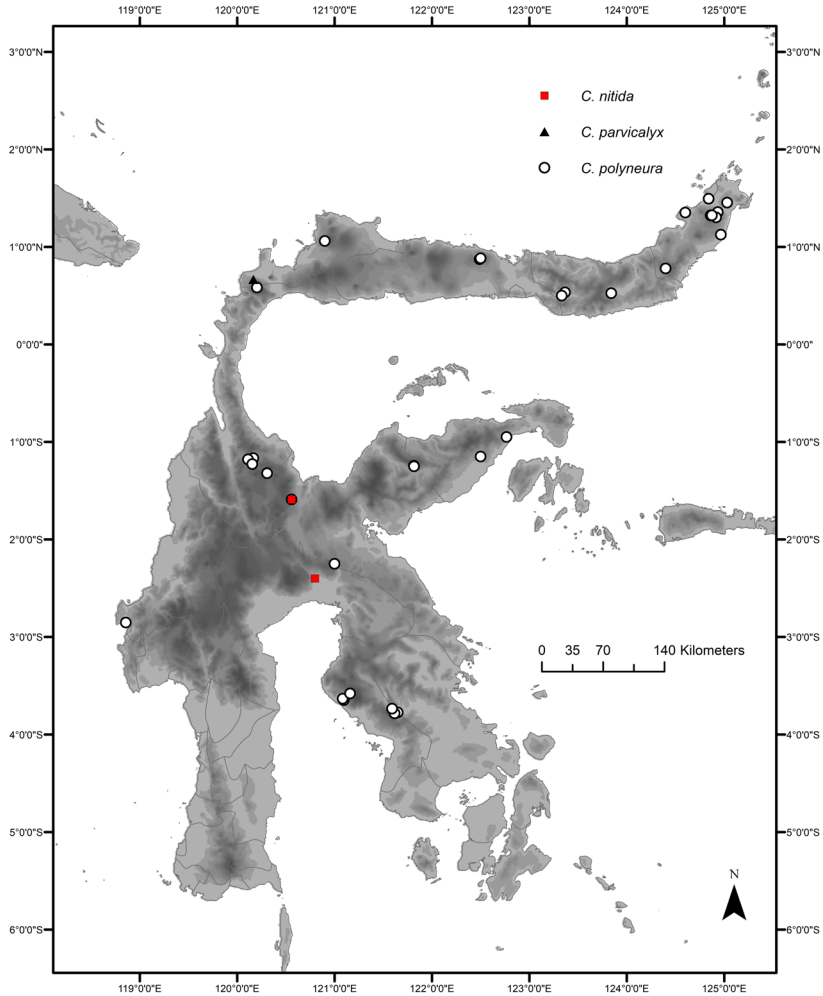 119°0'0"E 120°0'0"E 121°0'0"E 122°0'0"E 123°0'0"E 124°0'0"E 125°0'0"E
3°0'0"N 3°0'0"N
C. nitida
C. parvicalyx
2°0'0"N 2°0'0"N
C. polyneura
1°0'0"N 1°0'0"N
0°0'0" 0°0'0"
1°0'0"S 1°0'0"S
2°0'0"S 2°0'0"S
3°0'0"S 3°0'0"S
0 35 70 140 Kilometers
4°0'0"S 4°0'0"S
5°0'0"S 5°0'0"S
N
6°0'0"S 6°0'0"S
119°0'0"E 120°0'0"E 121°0'0"E 122°0'0"E 123°0'0"E 124°0'0"E 125°0'0"E